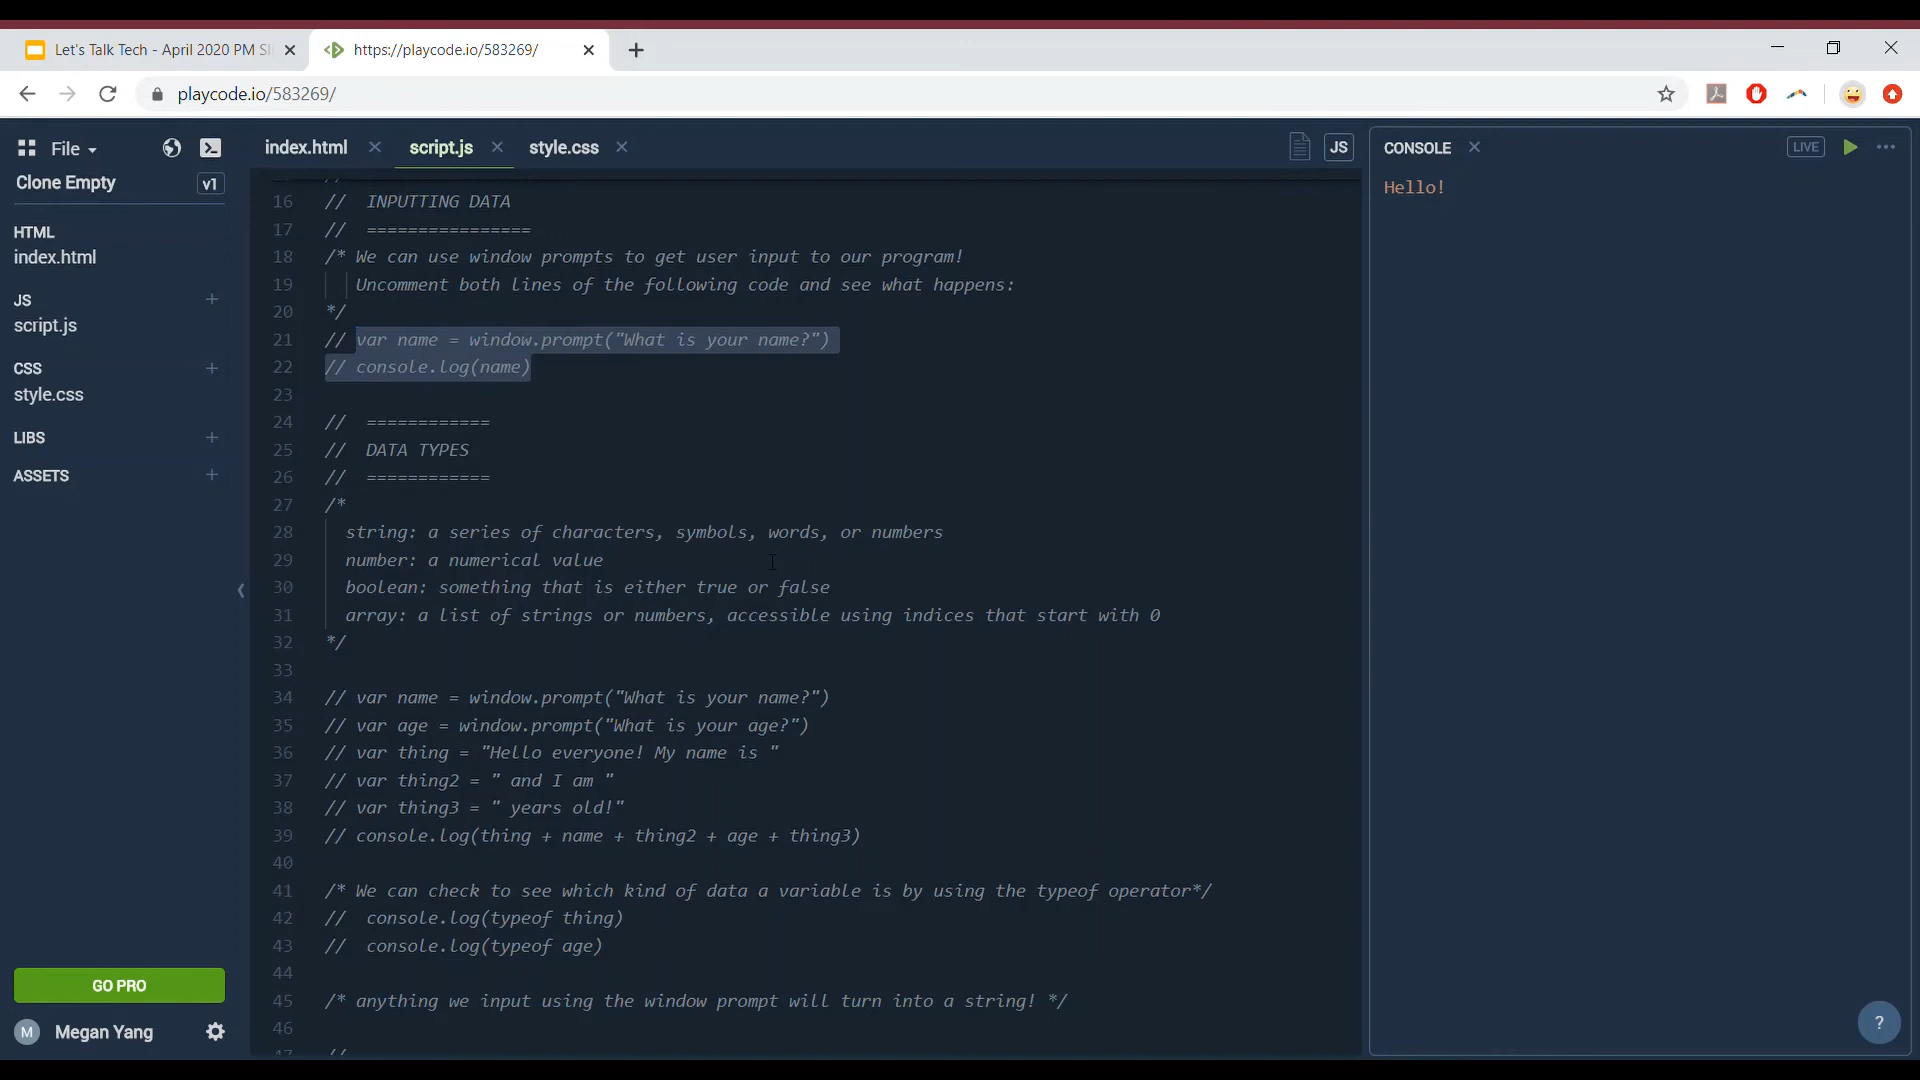 Let's Talk Tech - April 2020 PM Sl
https://playcode.io/583269/
playcode.io/583269/
File
Clone Empty
v1
HTML
index.html
JS
script.js
CSS
style.css
LIBS
ASSETS
GO PRO
M
Megan Yang
index.html
script.js
style.css
JS
16 // INPUTTING DATA
17 // ================
18 /* We can use window prompts to get user input to our program!
19 Uncomment both lines of the following code and see what happens:
20 */
21 // var name = window.prompt("What is your name?")
22 // console.log(name)
23
24 // ============
25 // DATA TYPES
26 // ============
27 /*
28 string: a series of characters, symbols, words, or numbers
29 number: a numerical value
30 boolean: something that is either true or false
31 array: a list of strings or numbers, accessible using indices that start with 0
32 */
33
34 // var name = window.prompt("What is your name?")
35 // var age = window.prompt("What is your age?")
36 // var thing = "Hello everyone! My name is "
37 // var thing2 = " and I am "
38 // var thing3 = " years old!"
39 // console.log(thing + name + thing2 + age + thing3)
40
41 /* We can check to see which kind of data a variable is by using the typeof operator*/
42 // console.log(typeof thing)
43 // console.log(typeof age)
44
45 /* anything we input using the window prompt will turn into a string! */
46
CONSOLE
LIVE
Hello!
?